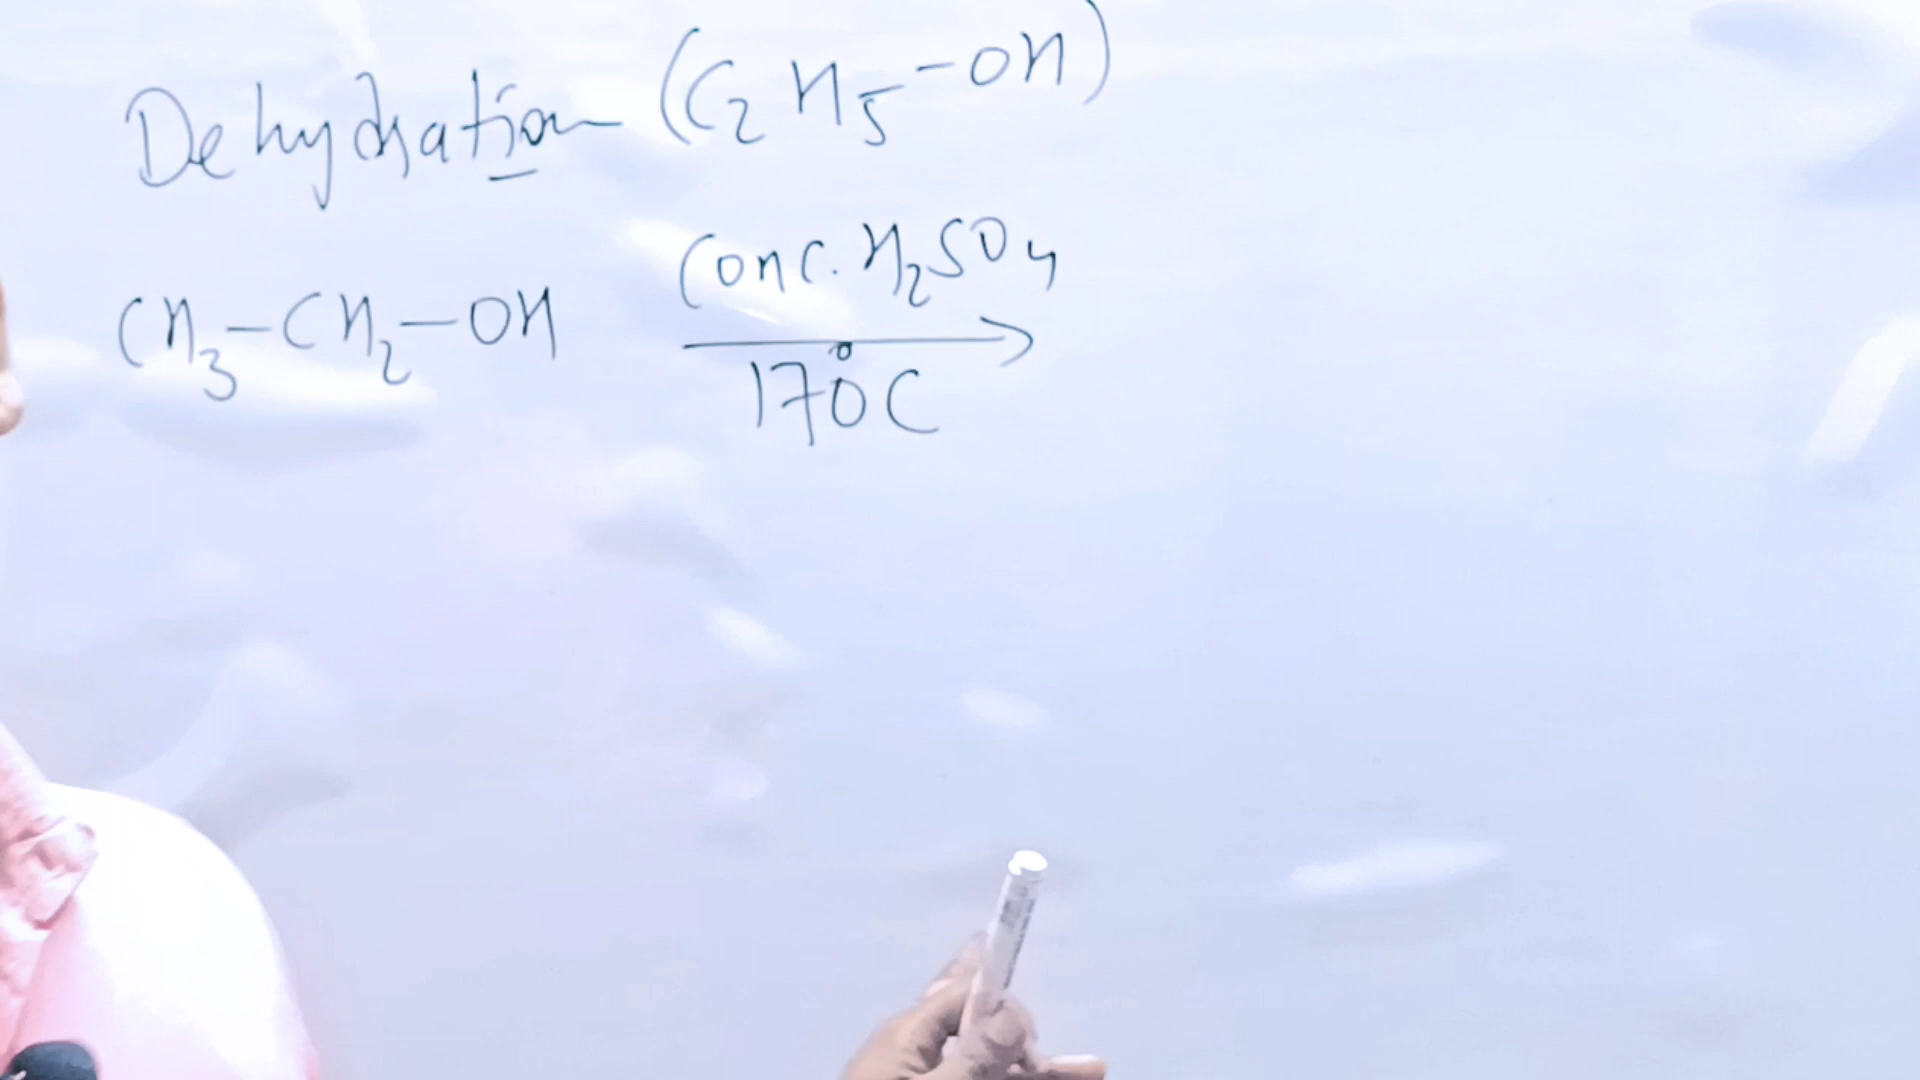 Dehydration (C₂H₅-OH)
Conc. H₂SO₄
CH₃-CH₂-OH →
170°C